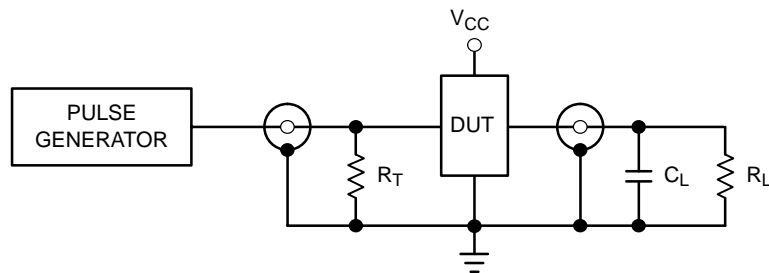 V_CC
PULSE
GENERATOR
DUT
R_T
C_L
R_L